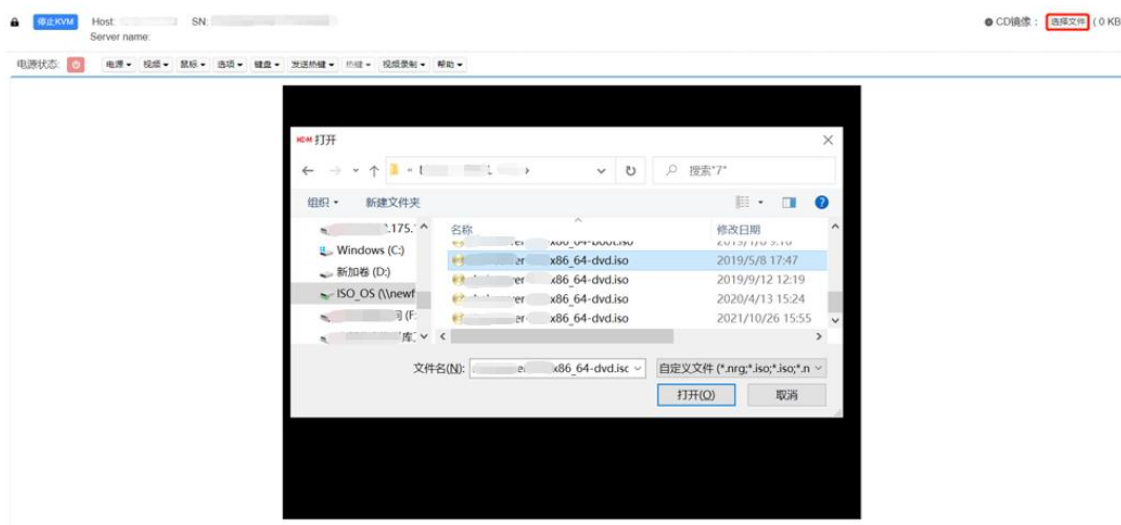 停止KVM Host: SN: CD镜像： 选择文件 ( 0 KB
Server name:
电源状态: 电源 视频 鼠标 选项 键盘 发送热键 热键 视频录制 帮助
HDM 打开
搜索"7"
组织 新建文件夹
名称 修改日期
.175.
x86_64-dvd.iso 2019/5/8 17:47
Windows (C:)
x86_64-dvd.iso 2019/9/12 12:19
新加卷 (D:)
x86_64-dvd.iso 2020/4/13 15:24
ISO_OS (\\newf
x86_64-dvd.iso 2021/10/26 15:55
文件名(N): x86_64-dvd.isc 自定义文件 (*.nrg;*.iso;*.iso;*.n
打开(O) 取消